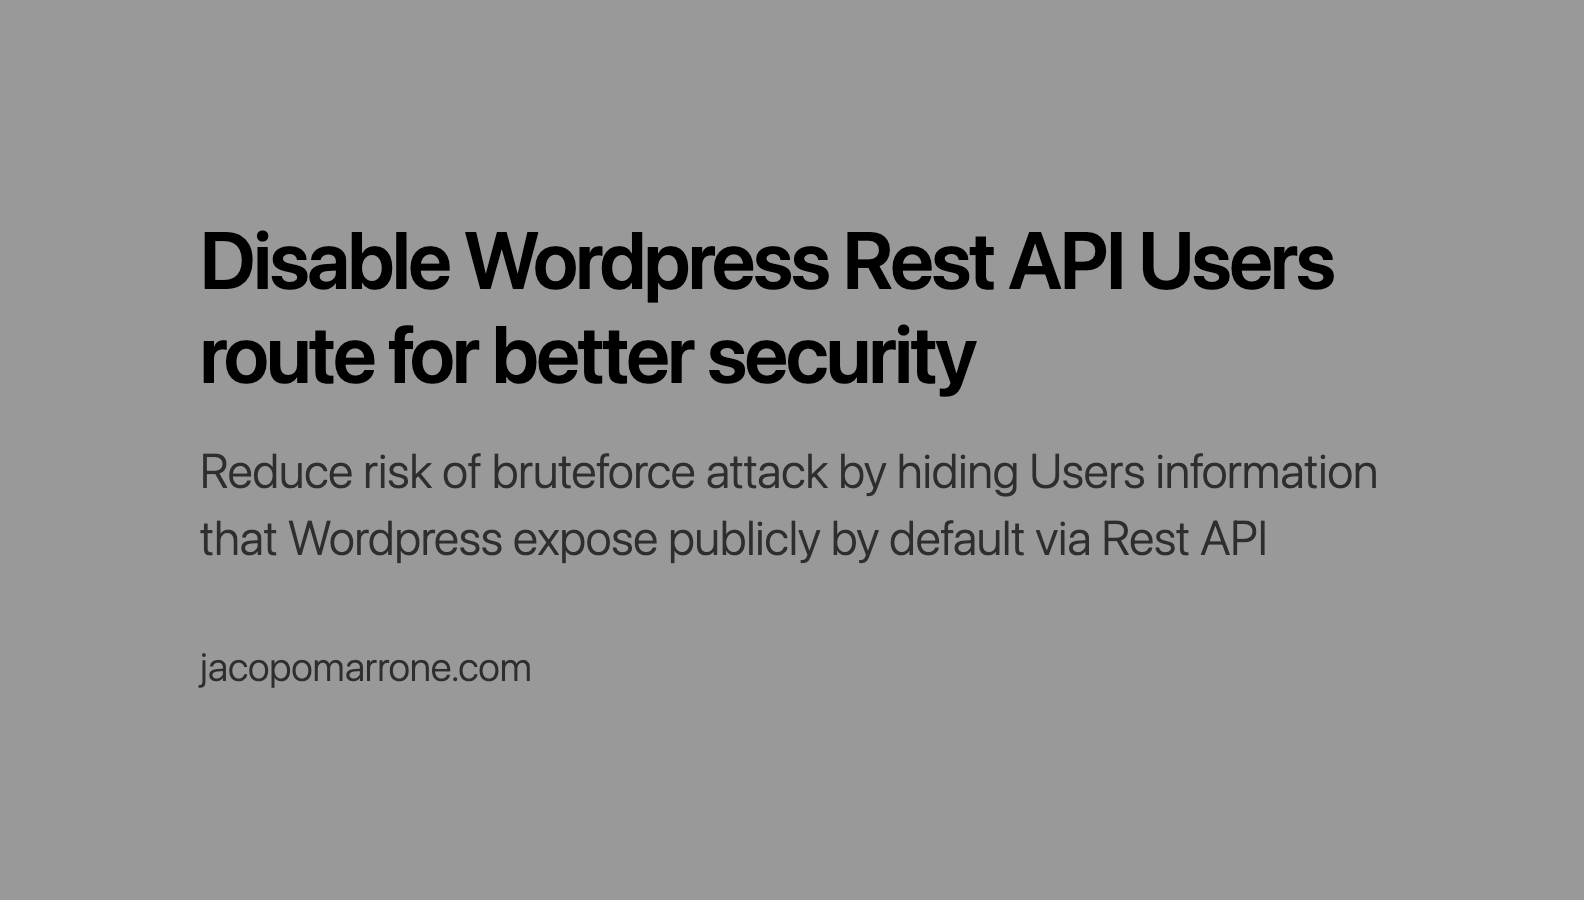 Disable Wordpress Rest API Users
route for better security
Reduce risk of bruteforce attack by hiding Users information
that Wordpress expose publicly by default via Rest API
jacopomarrone.com